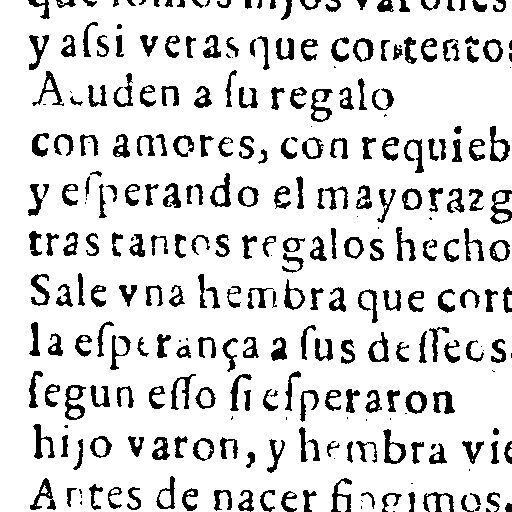 que somos hijos varones
y aſsi veras que contentos
Acuden a ſu regalo
con amores, con requieb
y eſperando el mayorazg
tras tantos regalos hecho
Sale vna hembra que cort
la eſperança a ſus deſſeos.
ſegun eſſo ſi eſperaron
hijo varon, y hembra vie
Antes de nacer fingimos.